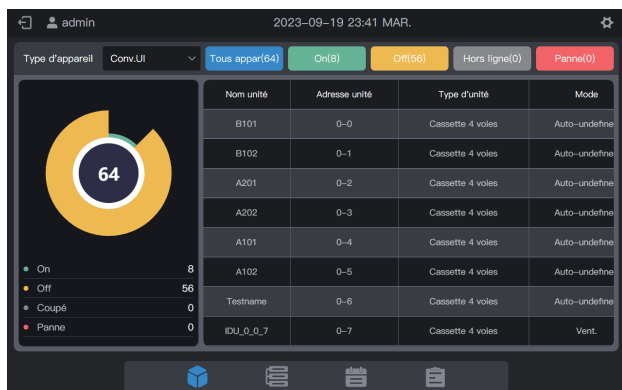 admin
2023-09-19 23:41 MAR.
Type d'appareil Conv.UI Tous appar(64) On(8) Off(56) Hors ligne(0) Panne(0)
Nom unité Adresse unité Type d'unité Mode
B101 0-0 Cassette 4 voies Auto-undefine
B102 0-1 Cassette 4 voies Auto-undefine
A201 0-2 Cassette 4 voies Auto-undefine
A202 0-3 Cassette 4 voies Auto-undefine
A101 0-4 Cassette 4 voies Auto-undefine
A102 0-5 Cassette 4 voies Auto-undefine
Testname 0-6 Cassette 4 voies Auto-undefine
IDU_0_0_7 0-7 Cassette 4 voies Vent.
64
On 8
Off 56
Coupé 0
Panne 0